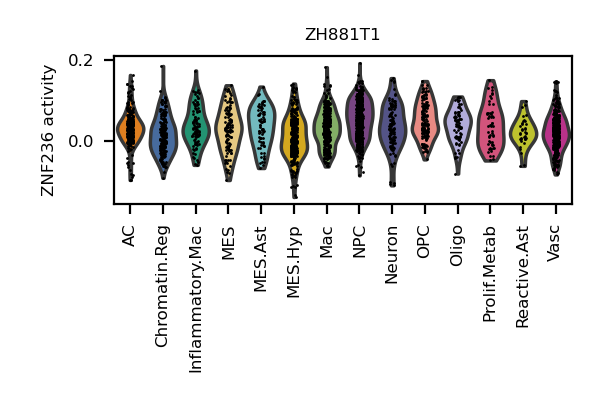 ZH881T1
ZNF236 activity
0.2
0.0
AC
Chromatin.Reg
Inflammatory.Mac
MES
MES.Ast
MES.Hyp
Mac
NPC
Neuron
OPC
Oligo
Prolif.Metab
Reactive.Ast
Vasc